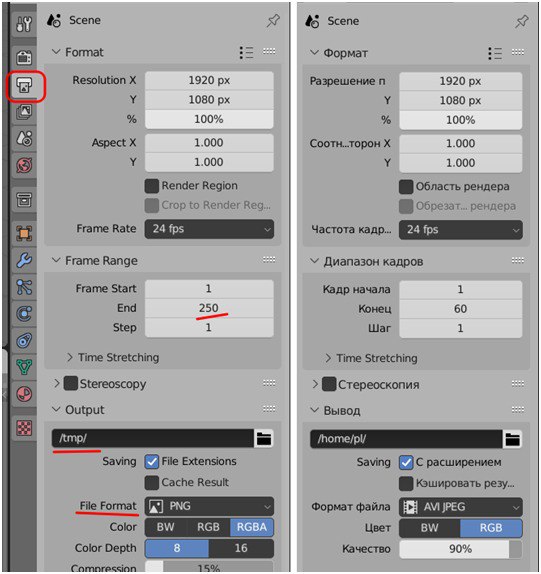 Scene
Format
Resolution X 1920 px
Y 1080 px
% 100%
Aspect X 1.000
Y 1.000
Render Region
Crop to Render Reg...
Frame Rate 24 fps
Frame Range
Frame Start 1
End 250
Step 1
Time Stretching
Stereoscopy
Output
/tmp/
Saving File Extensions
Cache Result
File Format PNG
Color BW RGB RGBA
Color Depth 8 16
Compression 15%
Scene
Формат
Разрешение п 1920 px
Y 1080 px
% 100%
Соотн...торон X 1.000
Y 1.000
Область рендера
Обрезат... рендера
Частота кадр... 24 fps
Диапазон кадров
Кадр начала 1
Конец 60
Шаг 1
Time Stretching
Стереоскопия
Вывод
/home/pl/
Saving С расширением
Кэшировать резу...
Формат файла AVI JPEG
Цвет BW RGB
Качество 90%